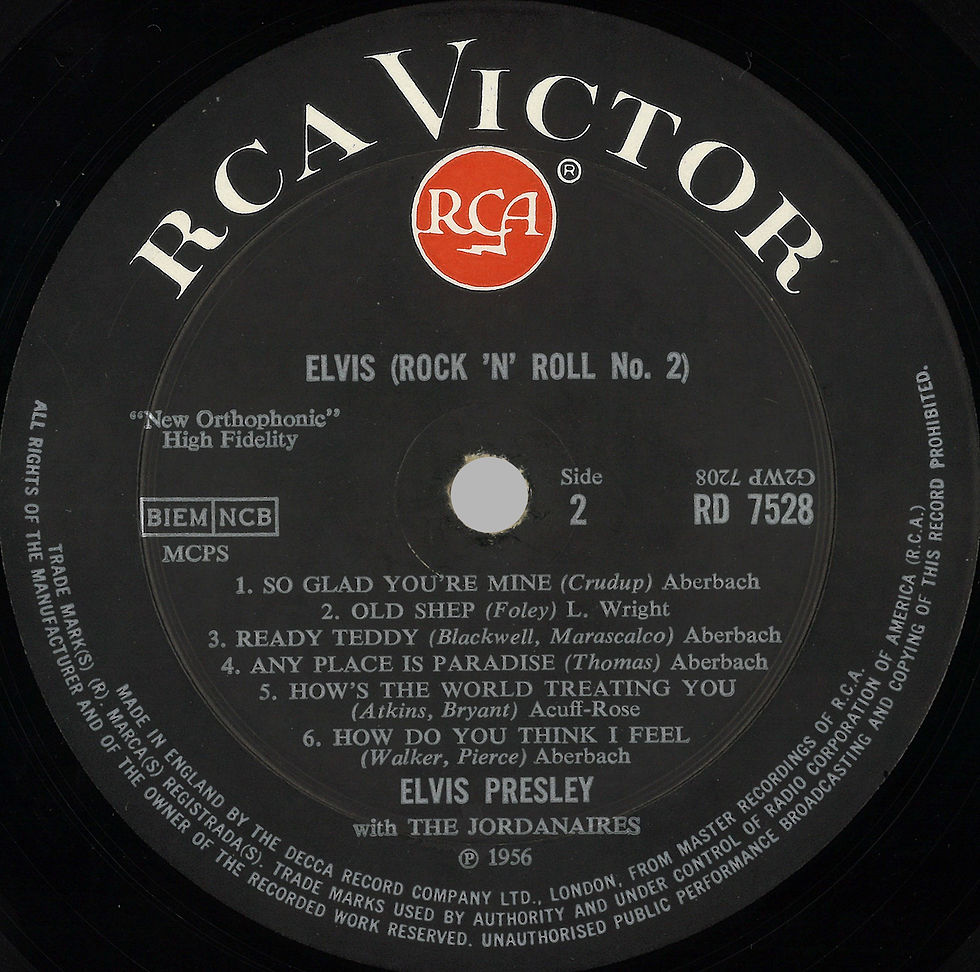 RCA VICTOR
RCA ®
ELVIS (ROCK 'N' ROLL No. 2)
“New Orthophonic”
High Fidelity
Side
2
G2WP 7208
RD 7528
BIEM NCB
MCPS
1. SO GLAD YOU'RE MINE (Crudup) Aberbach
2. OLD SHEP (Foley) L. Wright
3. READY TEDDY (Blackwell, Marascalco) Aberbach
4. ANY PLACE IS PARADISE (Thomas) Aberbach
5. HOW'S THE WORLD TREATING YOU
(Atkins, Bryant) Acuff-Rose
6. HOW DO YOU THINK I FEEL
(Walker, Pierce) Aberbach
ELVIS PRESLEY
with THE JORDANAIRES
℗ 1956
MADE IN ENGLAND BY THE DECCA RECORD COMPANY LTD., LONDON, FROM MASTER RECORDINGS OF R.C.A.
TRADE MARK(S) (R). MARCA(S) REGISTRADA(S). TRADE MARKS USED BY AUTHORITY AND UNDER CONTROL OF RADIO CORPORATION OF AMERICA (R.C.A.)
ALL RIGHTS OF THE MANUFACTURER AND OF THE OWNER OF THE RECORDED WORK RESERVED. UNAUTHORISED PUBLIC PERFORMANCE BROADCASTING AND COPYING OF THIS RECORD PROHIBITED.